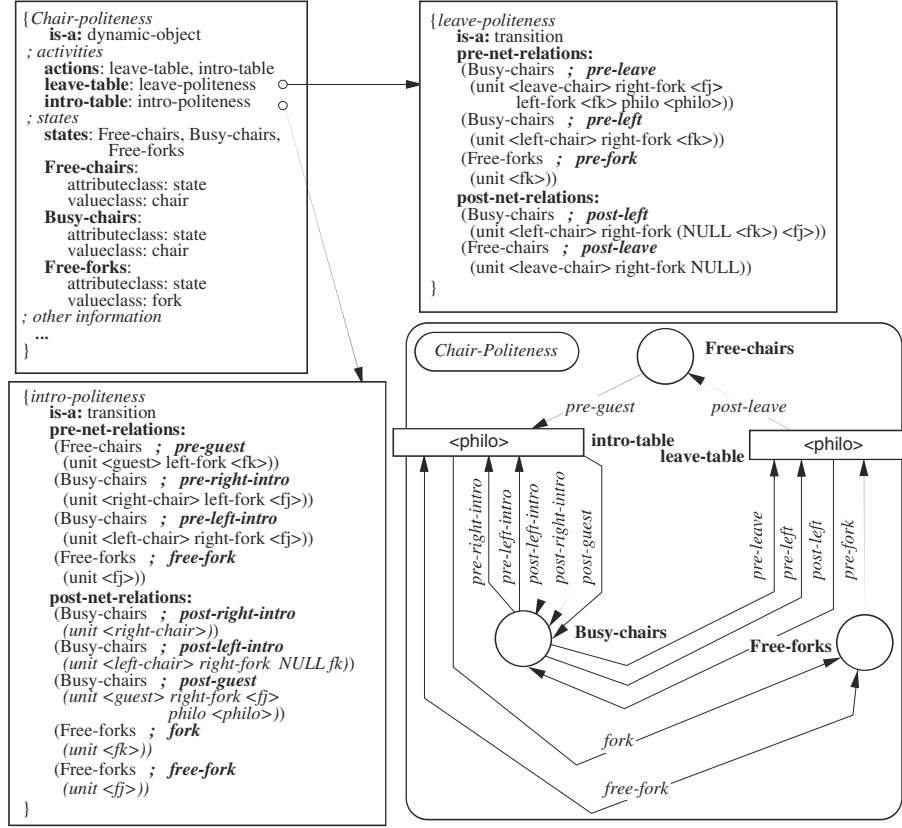 {Chair-politeness
is-a: dynamic-object
; activities
actions: leave-table, intro-table
leave-table: leave-politeness
intro-table: intro-politeness
; states
states: Free-chairs, Busy-chairs,
Free-forks
Free-chairs:
attributeclass: state
valueclass: chair
Busy-chairs:
attributeclass: state
valueclass: chair
Free-forks:
attributeclass: state
valueclass: fork
; other information
...
}
{leave-politeness
is-a: transition
pre-net-relations:
(Busy-chairs ; pre-leave
(unit <leave-chair> right-fork <fj>
left-fork <fk> philo <philo>))
(Busy-chairs ; pre-left
(unit <left-chair> right-fork <fk>))
(Free-forks ; pre-fork
(unit <fk>))
post-net-relations:
(Busy-chairs ; post-left
(unit <left-chair> right-fork (NULL <fk>) <fj>))
(Free-chairs ; post-leave
(unit <leave-chair> right-fork NULL))
}
{intro-politeness
is-a: transition
pre-net-relations:
(Free-chairs ; pre-guest
(unit <guest> left-fork <fk>))
(Busy-chairs ; pre-right-intro
(unit <right-chair> left-fork <fj>))
(Busy-chairs ; pre-left-intro
(unit <left-chair> right-fork <fj>))
(Free-forks ; free-fork
(unit <fj>))
post-net-relations:
(Busy-chairs ; post-right-intro
(unit <right-chair>))
(Busy-chairs ; post-left-intro
(unit <left-chair> right-fork NULL fk))
(Busy-chairs ; post-guest
(unit <guest> right-fork <fj>
philo <philo>))
(Free-forks ; fork
(unit <fk>))
(Free-forks ; free-fork
(unit <fj>))
}
Chair-Politeness
Free-chairs
pre-guest
post-leave
<philo>
intro-table
leave-table
<philo>
pre-right-intro
pre-left-intro
post-left-intro
post-right-intro
post-guest
pre-leave
pre-left
post-left
pre-fork
Busy-chairs
Free-forks
fork
free-fork